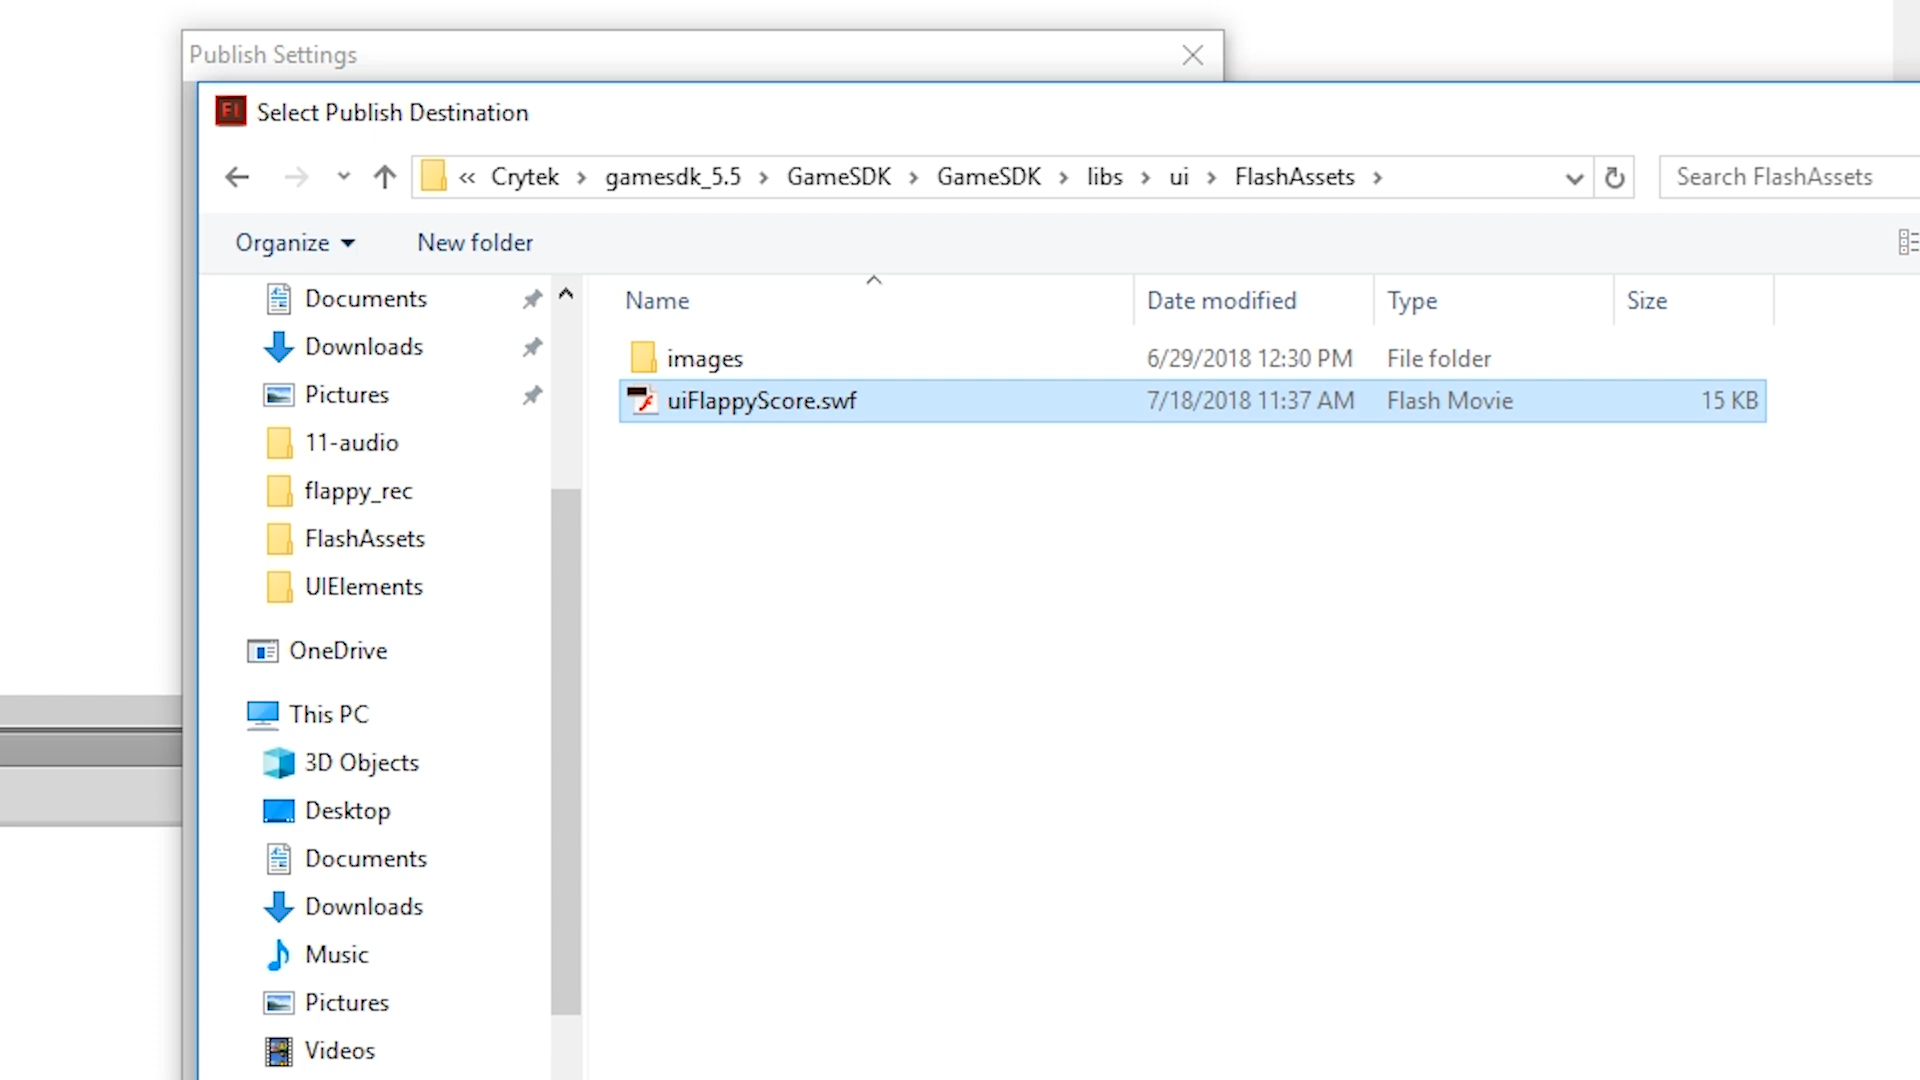 Publish Settings
Fl Select Publish Destination
« Crytek > gamesdk_5.5 > GameSDK > GameSDK > libs > ui > FlashAssets >
Search FlashAssets
Organize
New folder
Name
Date modified
Type
Size
images
6/29/2018 12:30 PM
File folder
uiFlappyScore.swf
7/18/2018 11:37 AM
Flash Movie
15 KB
Documents
Downloads
Pictures
11-audio
flappy_rec
FlashAssets
UIElements
OneDrive
This PC
3D Objects
Desktop
Documents
Downloads
Music
Pictures
Videos